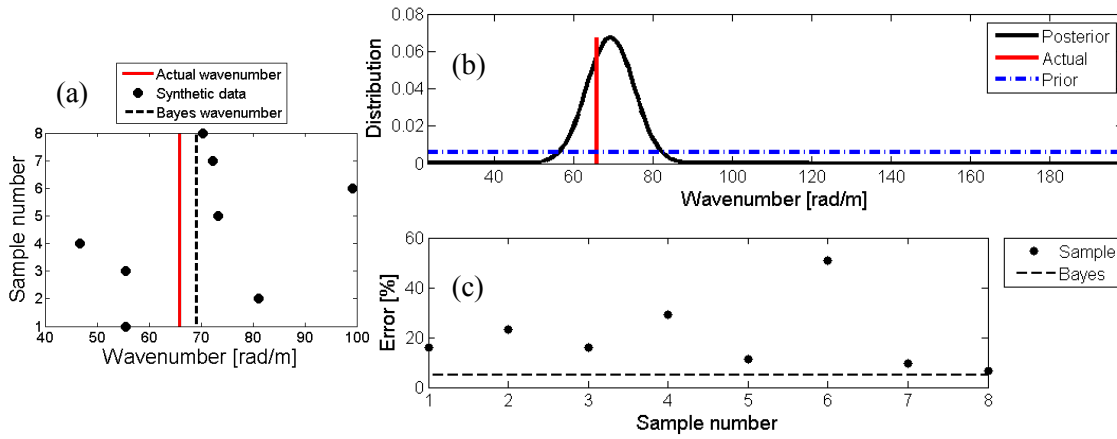 (a)
Actual wavenumber
Synthetic data
Bayes wavenumber
8
7
6
5
4
3
2
1
Sample number
40 50 60 70 80 90 100
Wavenumber [rad/m]
(b)
0.08
0.06
0.04
0.02
0
Distribution
Posterior
Actual
Prior
40 60 80 100 120 140 160 180
Wavenumber [rad/m]
(c)
60
40
20
0
Error [%]
Sample
Bayes
1 2 3 4 5 6 7 8
Sample number